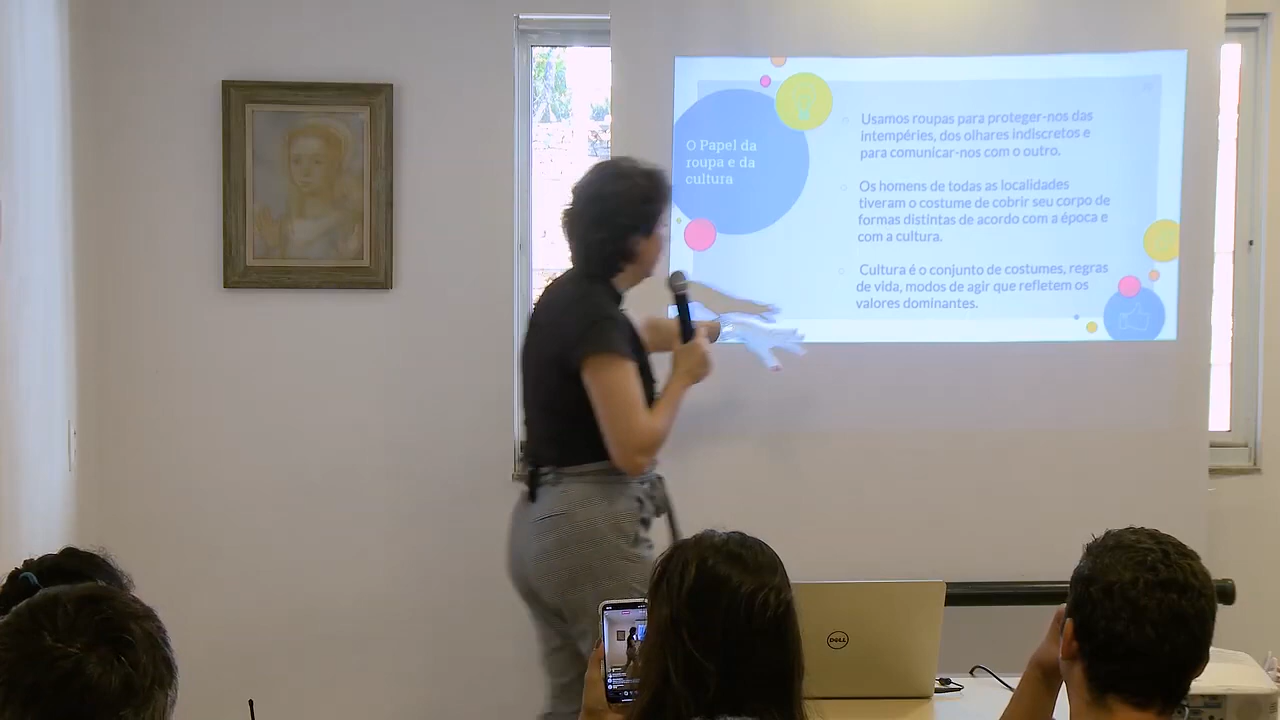 O Papel da
roupa e da
cultura
Usamos roupas para proteger-nos das
intempéries, dos olhares indiscretos e
para comunicar-nos com o outro.
Os homens de todas as localidades
tiveram o costume de cobrir seu corpo de
formas distintas de acordo com a época e
com a cultura.
Cultura é o conjunto de costumes, regras
de vida, modos de agir que refletem os
valores dominantes.
DELL